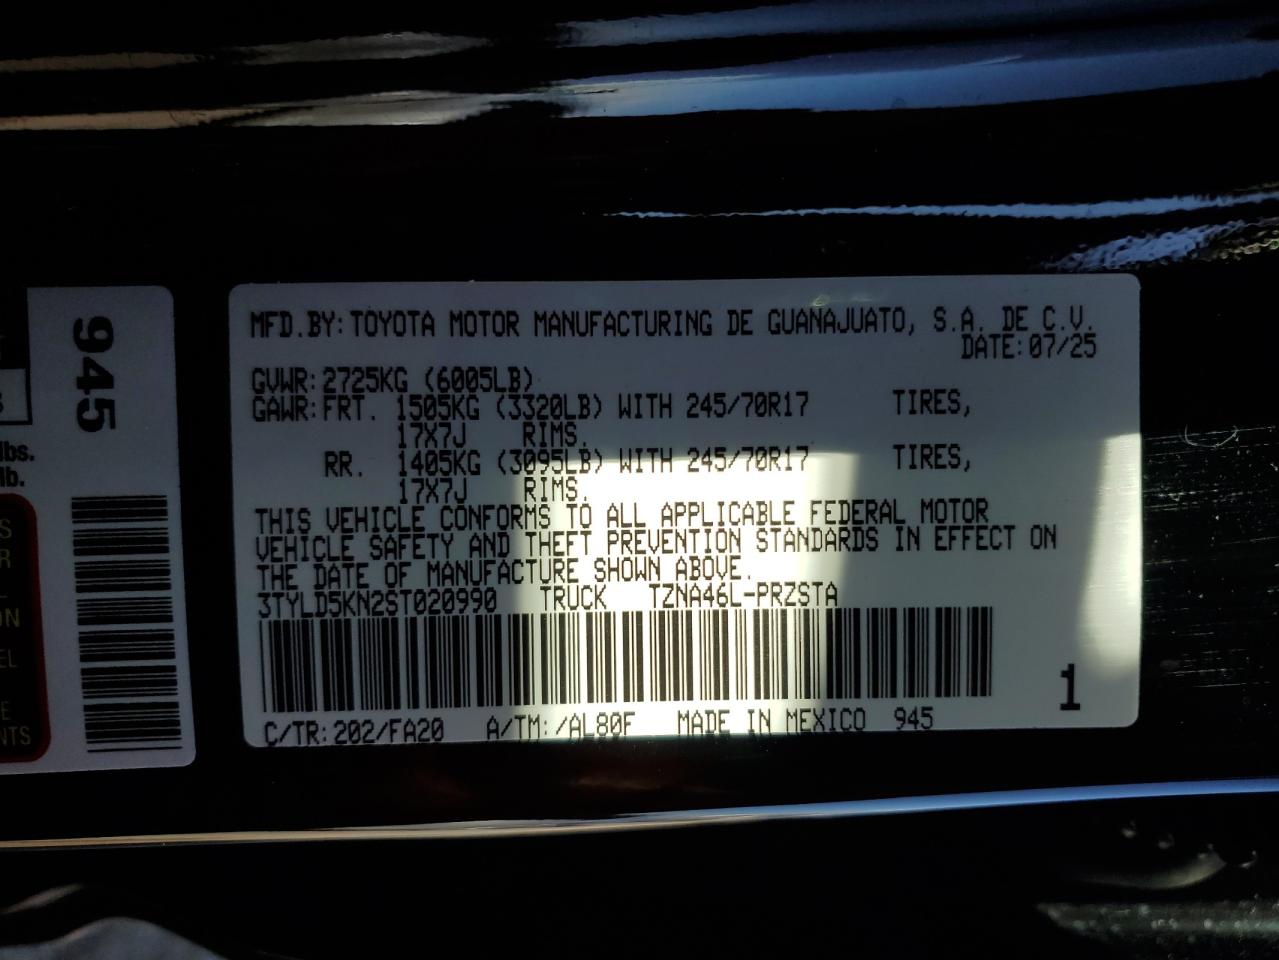 MFD.BY: TOYOTA MOTOR MANUFACTURING DE GUANAJUATO, S.A. DE C.V.
DATE: 07/25
GVWR: 2725KG (6005LB)
GAWR: FRT. 1505KG (3320LB) WITH 245/70R17 TIRES,
17X7J RIMS.
RR. 1405KG (3095LB) WITH 245/70R17 TIRES,
17X7J RIMS.
THIS VEHICLE CONFORMS TO ALL APPLICABLE FEDERAL MOTOR
VEHICLE SAFETY AND THEFT PREVENTION STANDARDS IN EFFECT ON
THE DATE OF MANUFACTURE SHOWN ABOVE.
3TYLD5KN2ST020990 TRUCK TZNA46L-PRZSTA
1
C/TR: 202/FA20 A/TM: /AL80F MADE IN MEXICO 945
945
lbs.
lb.